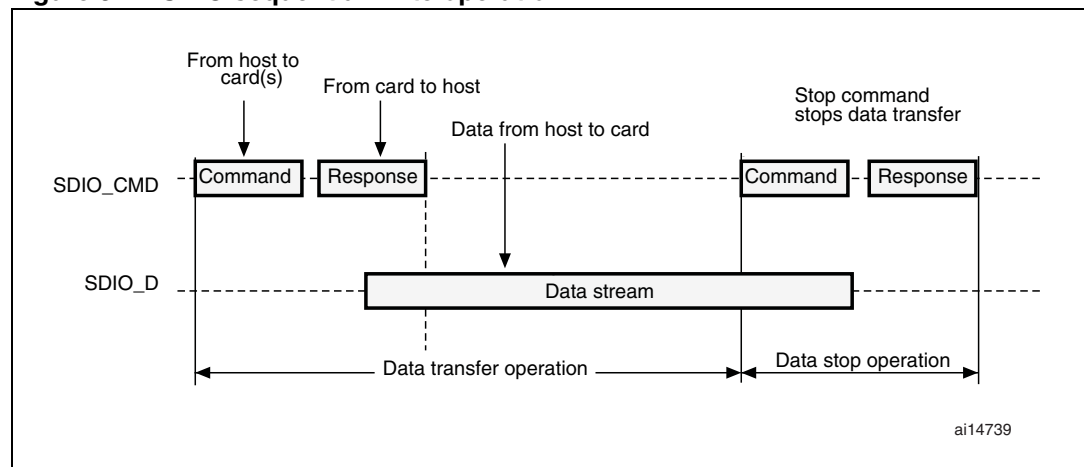 From host to
card(s)
From card to host
Data from host to card
Stop command
stops data transfer
SDIO_CMD
Command
Response
Command
Response
SDIO_D
Data stream
Data transfer operation
Data stop operation
ai14739